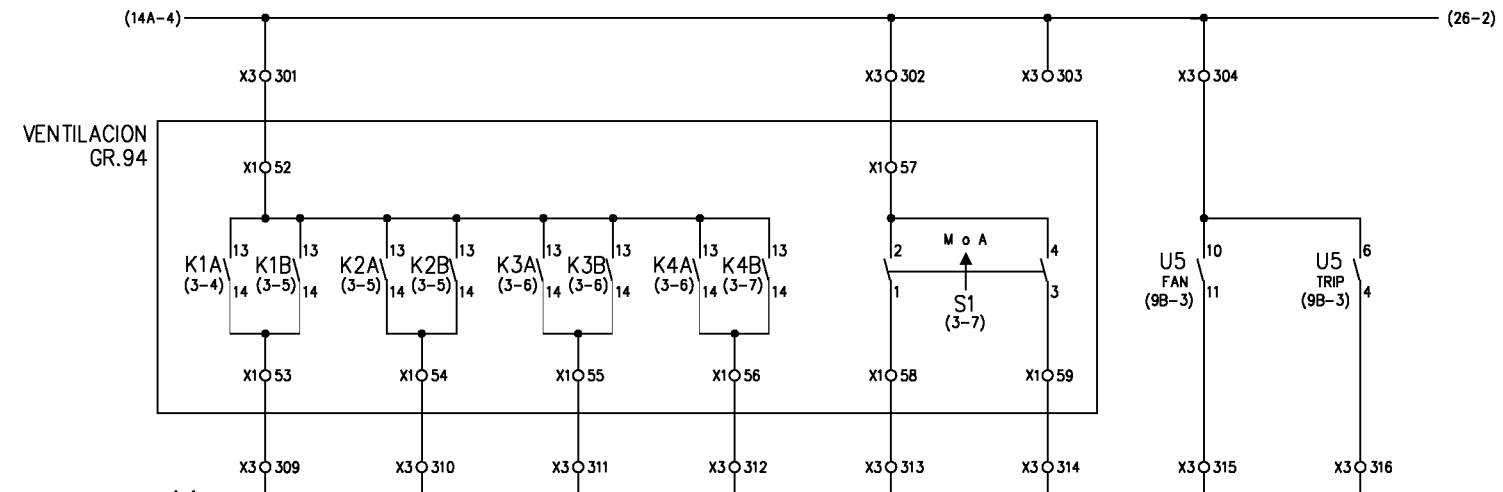 (14A-4) (26-2)
X3 301 X3 302 X3 303 X3 304
VENTILACION
GR.94
X1 52 X1 57
M o A
13 13 13 13 13 13 13 13 2 4 10 6
K1A K1B K2A K2B K3A K3B K4A K4B U5 U5
(3-4) (3-5) (3-5) (3-5) (3-6) (3-6) (3-6) (3-7) FAN TRIP
14 14 14 14 14 14 14 14 1 3 11 4
(9B-3) (9B-3)
S1
(3-7)
X1 53 X1 54 X1 55 X1 56 X1 58 X1 59
X3 309 X3 310 X3 311 X3 312 X3 313 X3 314 X3 315 X3 316